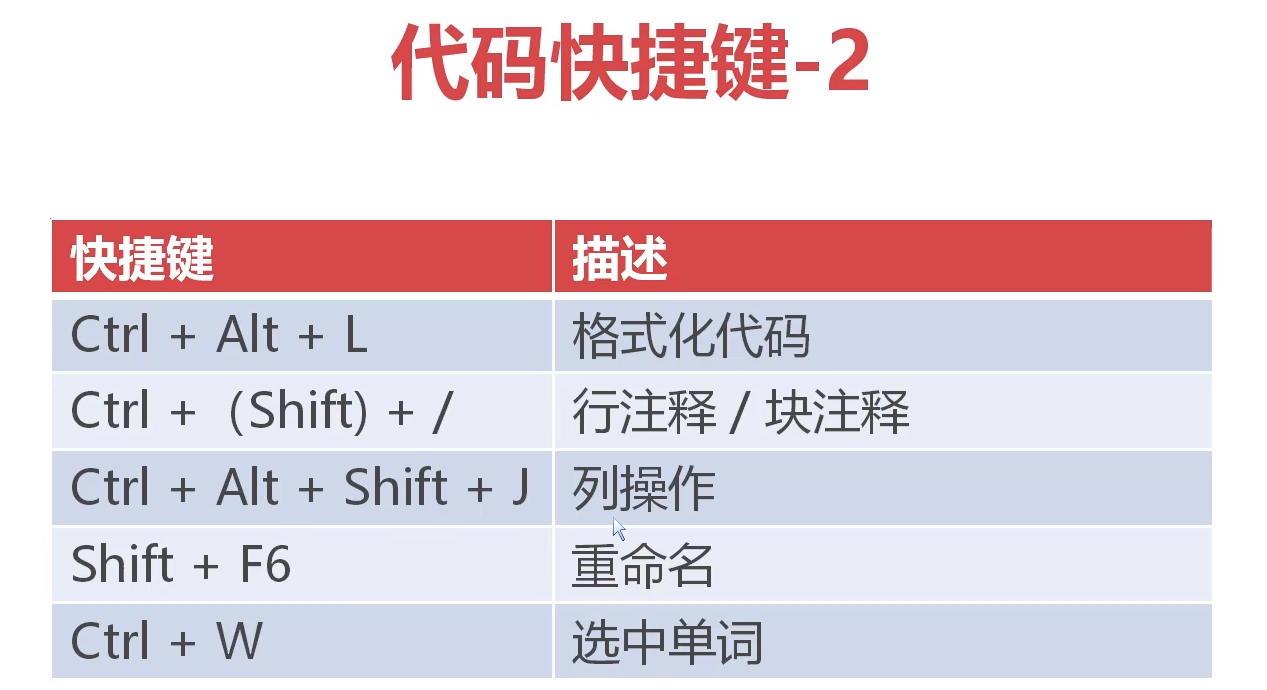 代码快捷键-2
快捷键 描述
Ctrl + Alt + L 格式化代码
Ctrl +（Shift) + / 行注释 / 块注释
Ctrl + Alt + Shift + J 列操作
Shift + F6 重命名
Ctrl + W 选中单词